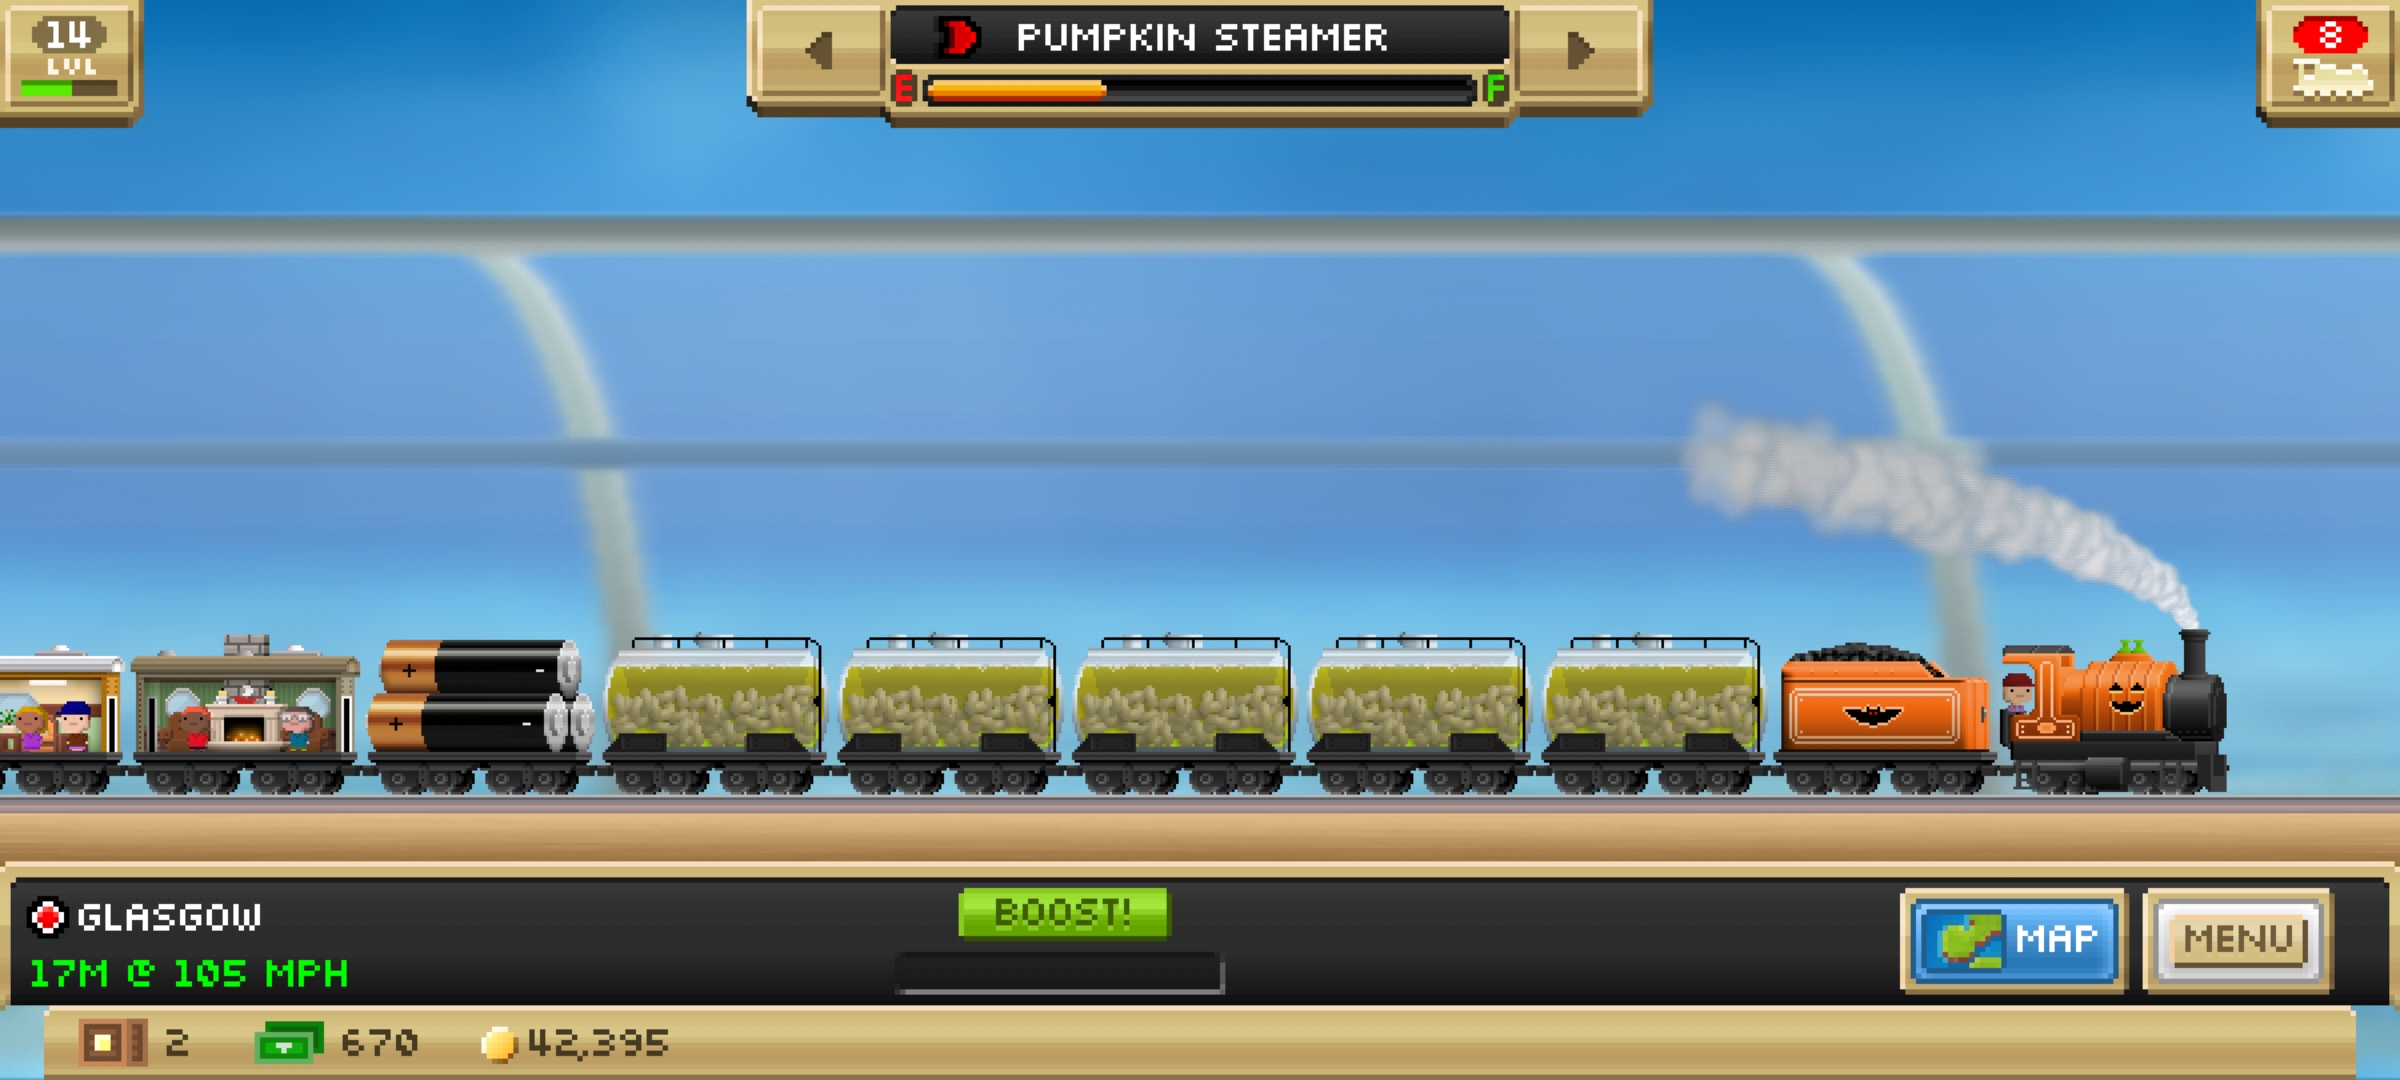 14
LVL
PUMPKIN STEAMER
E F
8
+ -
+ -
GLASGOW
17M @ 105 MPH
BOOST!
MAP
MENU
2
670
42,395